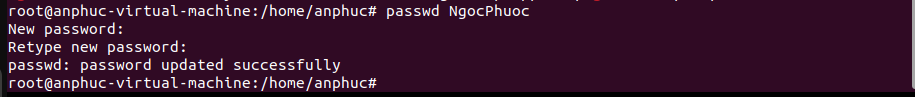 root@anphuc-virtual-machine:/home/anphuc# passwd NgocPhuoc
New password:
Retype new password:
passwd: password updated successfully
root@anphuc-virtual-machine:/home/anphuc#